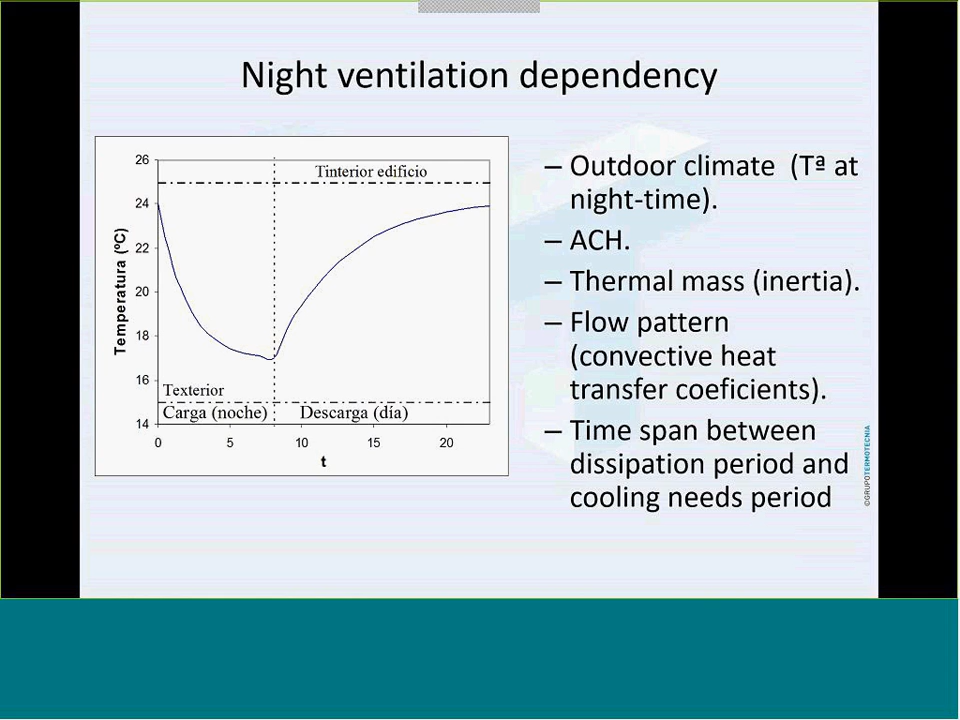 Night ventilation dependency
26
24
22
20
18
16
14
Temperatura (ºC)
Tinterior edificio
Texterior
Carga (noche)
Descarga (día)
0
5
10
15
20
t
– Outdoor climate (Tª at
night-time).
– ACH.
– Thermal mass (inertia).
– Flow pattern
(convective heat
transfer coeficients).
– Time span between
dissipation period and
cooling needs period
©GRUPOTERMOTECNIA